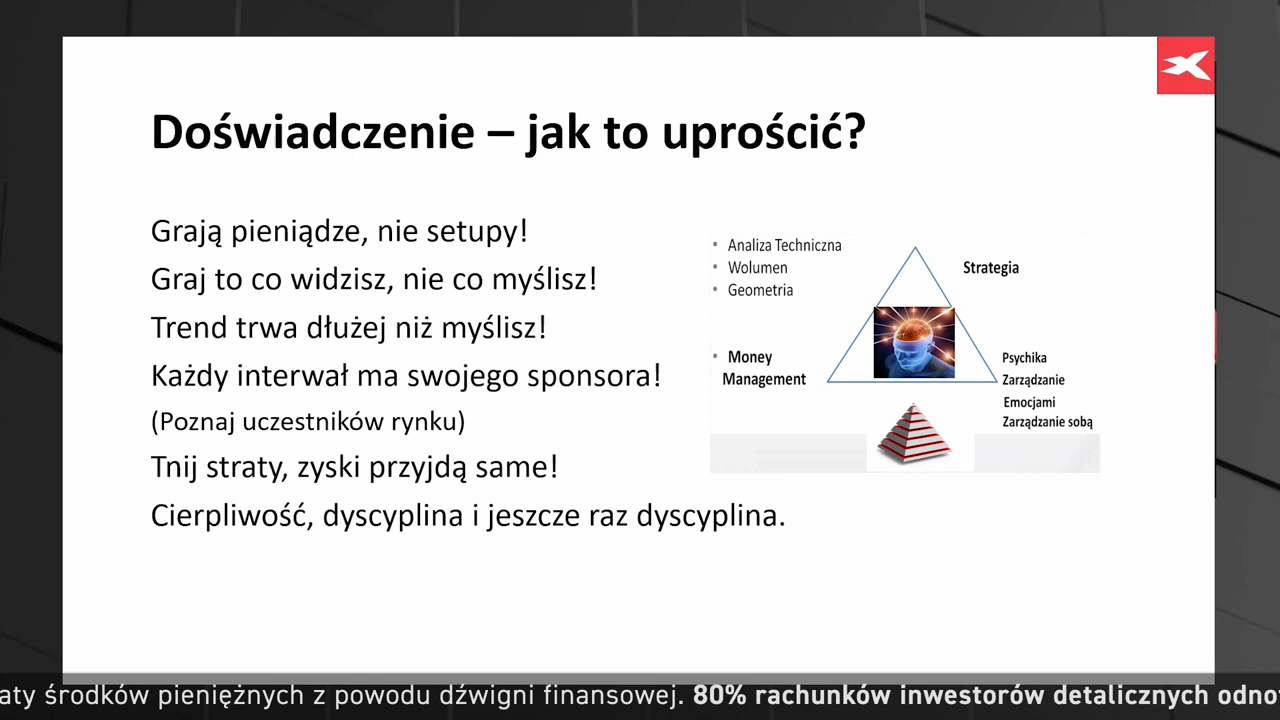 Doświadczenie – jak to uprościć?
Grają pieniądze, nie setupy!
Graj to co widzisz, nie co myślisz!
Trend trwa dłużej niż myślisz!
Każdy interwał ma swojego sponsora!
(Poznaj uczestników rynku)
Tnij straty, zyski przyjdą same!
Cierpliwość, dyscyplina i jeszcze raz dyscyplina.
• Analiza Techniczna
• Wolumen
• Geometria
Strategia
• Money
Management
Psychika
Zarządzanie
Emocjami
Zarządzanie sobą
aty środków pieniężnych z powodu dźwigni finansowej. 80% rachunków inwestorów detalicznych odno